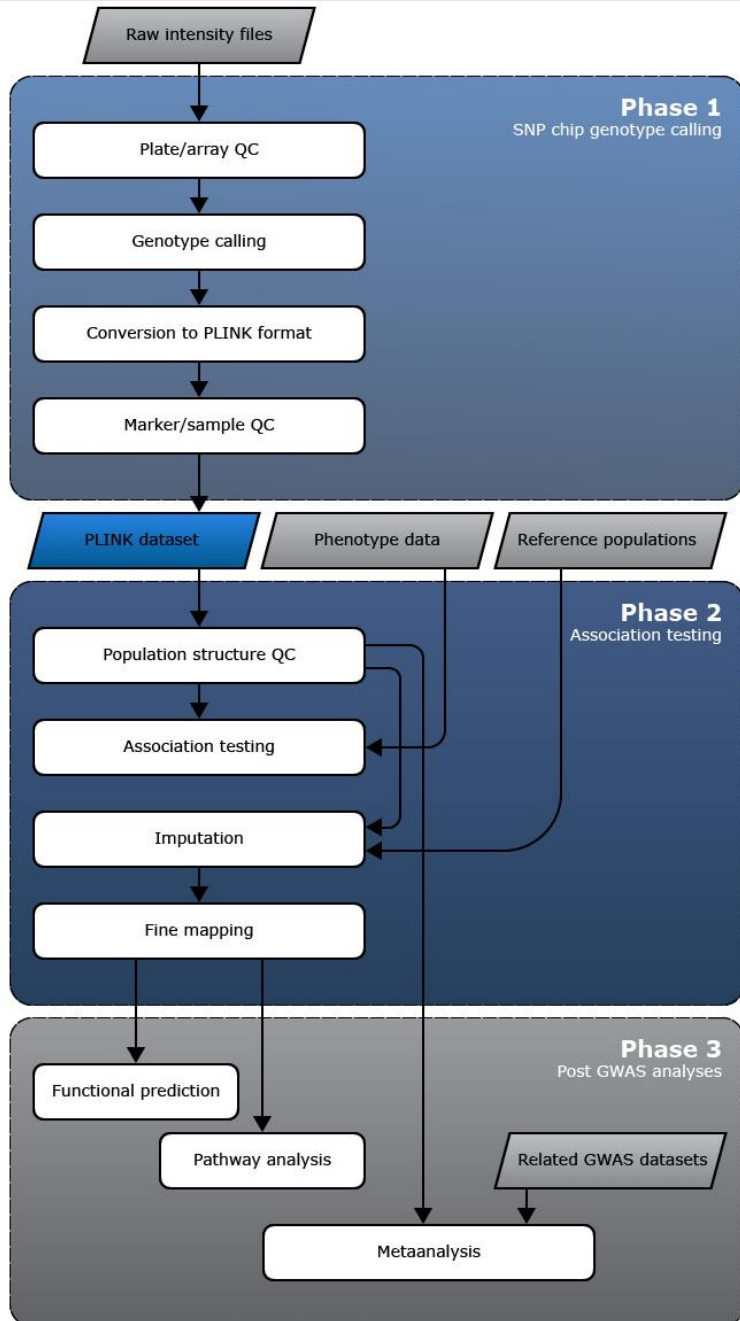 Raw intensity files
Phase 1
SNP chip genotype calling
Plate/array QC
Genotype calling
Conversion to PLINK format
Marker/sample QC
PLINK dataset
Phenotype data
Reference populations
Phase 2
Association testing
Population structure QC
Association testing
Imputation
Fine mapping
Phase 3
Post GWAS analyses
Functional prediction
Pathway analysis
Related GWAS datasets
Metaanalysis